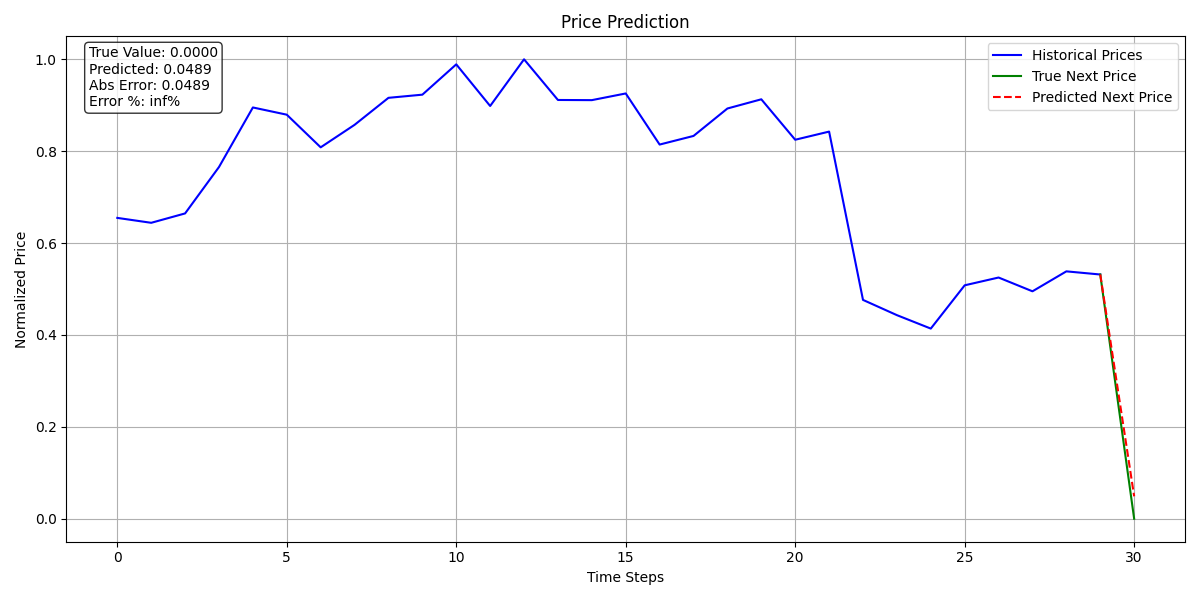 Price Prediction
True Value: 0.0000
Predicted: 0.0489
Abs Error: 0.0489
Error %: inf%
Historical Prices
True Next Price
Predicted Next Price
Normalized Price
1.0
0.8
0.6
0.4
0.2
0.0
0 5 10 15 20 25 30
Time Steps